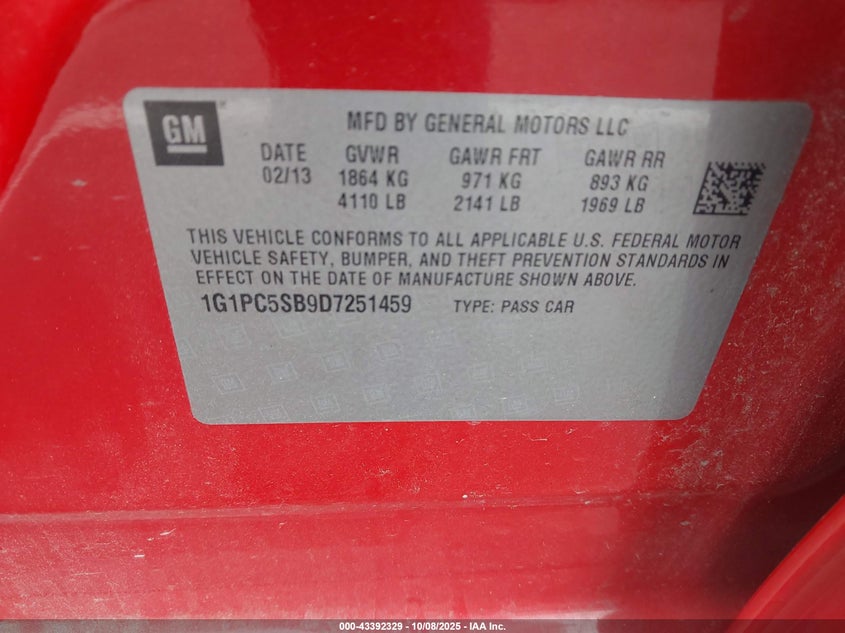 GM
MFD BY GENERAL MOTORS LLC
DATE GVWR GAWR FRT GAWR RR
02/13 1864 KG 971 KG 893 KG
4110 LB 2141 LB 1969 LB
THIS VEHICLE CONFORMS TO ALL APPLICABLE U.S. FEDERAL MOTOR
VEHICLE SAFETY, BUMPER, AND THEFT PREVENTION STANDARDS IN
EFFECT ON THE DATE OF MANUFACTURE SHOWN ABOVE.
1G1PC5SB9D7251459 TYPE: PASS CAR
000-43392329 - 10/08/2025 - IAA Inc.